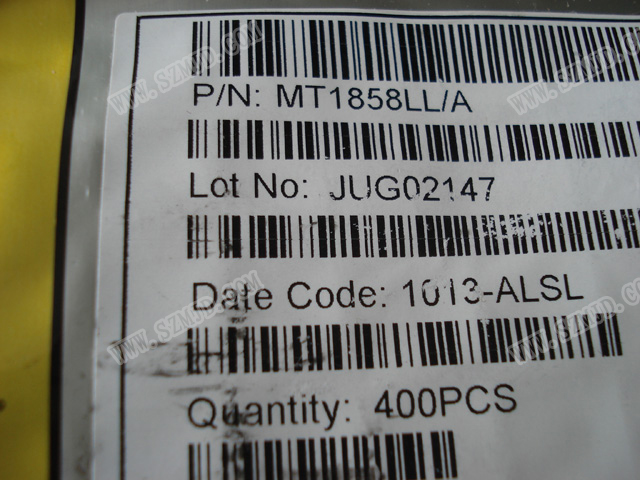 P/N: MT1858LL/A
Lot No: JUG02147
Date Code: 1013-ALSL
Quantity: 400PCS